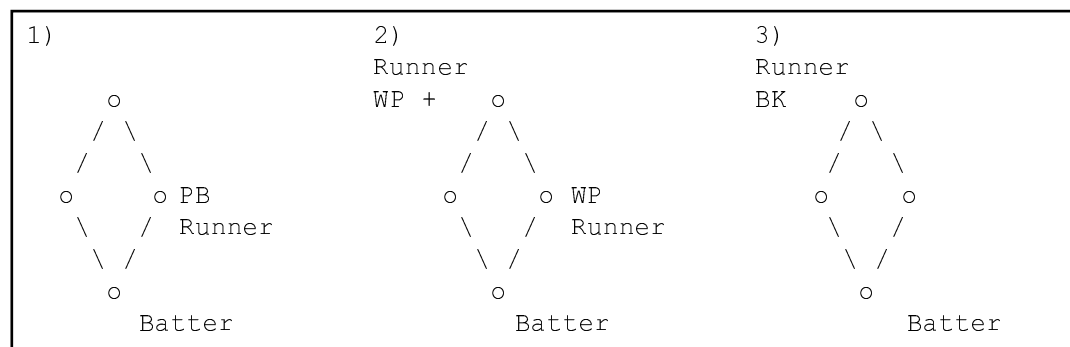 1) 2) 3)
Runner Runner
o WP + o BK o
/ \ / \ / \
/ \ / \ / \
o o PB o o WP o o
\ / Runner \ / Runner \ /
\ / \ / \ /
o o o
Batter Batter Batter